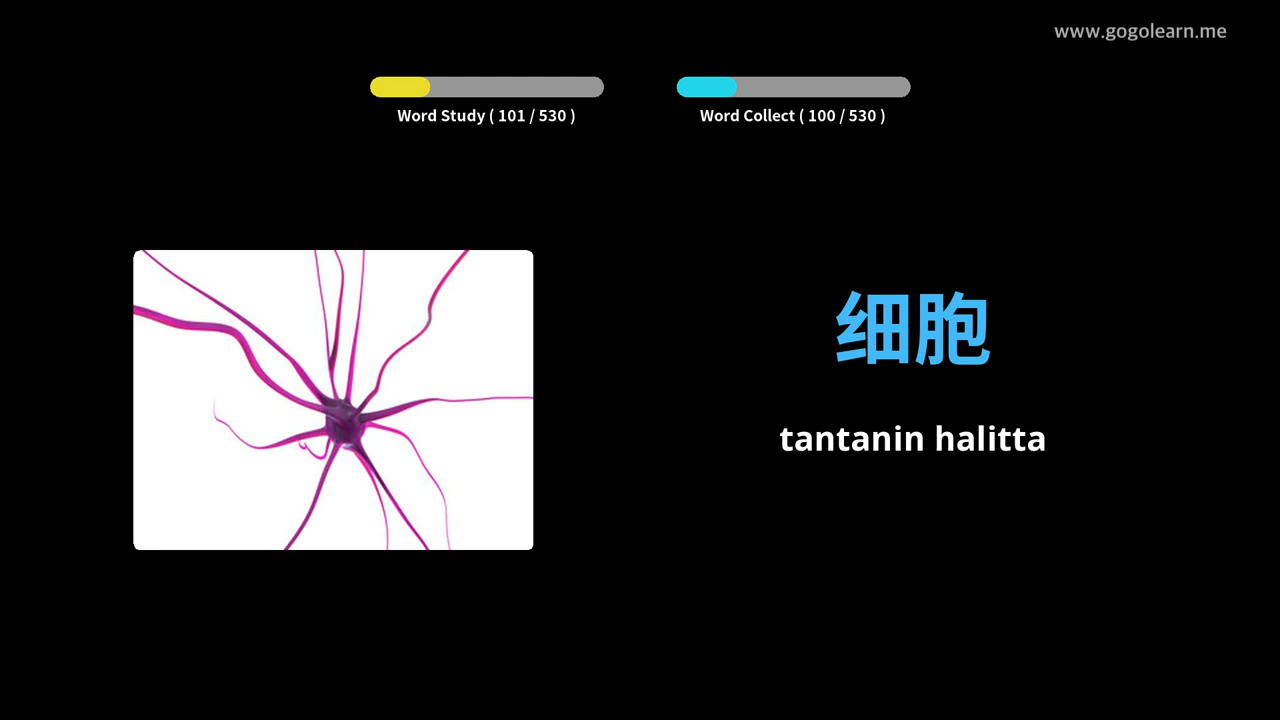 www.gogolearn.me
Word Study ( 101 / 530 )
Word Collect ( 100 / 530 )
细胞
tantanin halitta